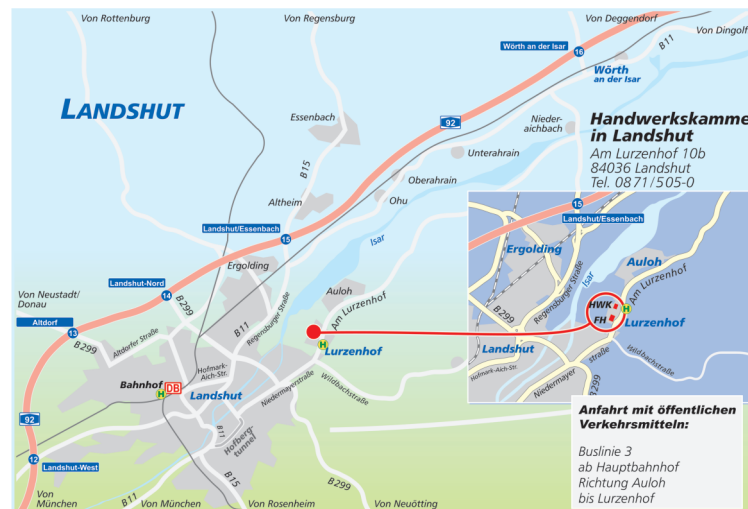 Von Rottenburg
Von Regensburg
Von Deggendorf
Von Dingolf
B11
Wörth an der Isar
16
Wörth
an der Isar
LANDSHUT
Essenbach
92
Nieder-
aichbach
Handwerkskamme
in Landshut
Am Lurzenhof 10b
84036 Landshut
Tel. 08 71/5 05-0
Unterahrain
B15
Oberahrain
Altheim
Ohu
Landshut/Essenbach
15
Isar
Ergolding
Landshut-Nord
14
Auloh
Von Neustadt/
Donau
B299
Am Lurzenhof
Regensburger Straße
B11
Altdorf
13
B299
Altdorfer Straße
Lurzenhof
H
Hofmark-
Aich-Str.
Bahnhof
DB
H
Landshut
Niedermayerstraße
Wildbachstraße
B11
Hofberg-
tunnel
92
12
Landshut-West
B15
B299
Von
München
B11
Von München
Von Rosenheim
Von Neuötting
15
Landshut/Essenbach
Ergolding
Isar
Auloh
Regensburger Straße
Am Lurzenhof
B299
HWK
FH
H
Lurzenhof
Landshut
Hofmark-Aich-Str.
Niedermayer
straße
Wildbachstraße
B299
Anfahrt mit öffentlichen
Verkehrsmitteln:
Buslinie 3
ab Hauptbahnhof
Richtung Auloh
bis Lurzenhof